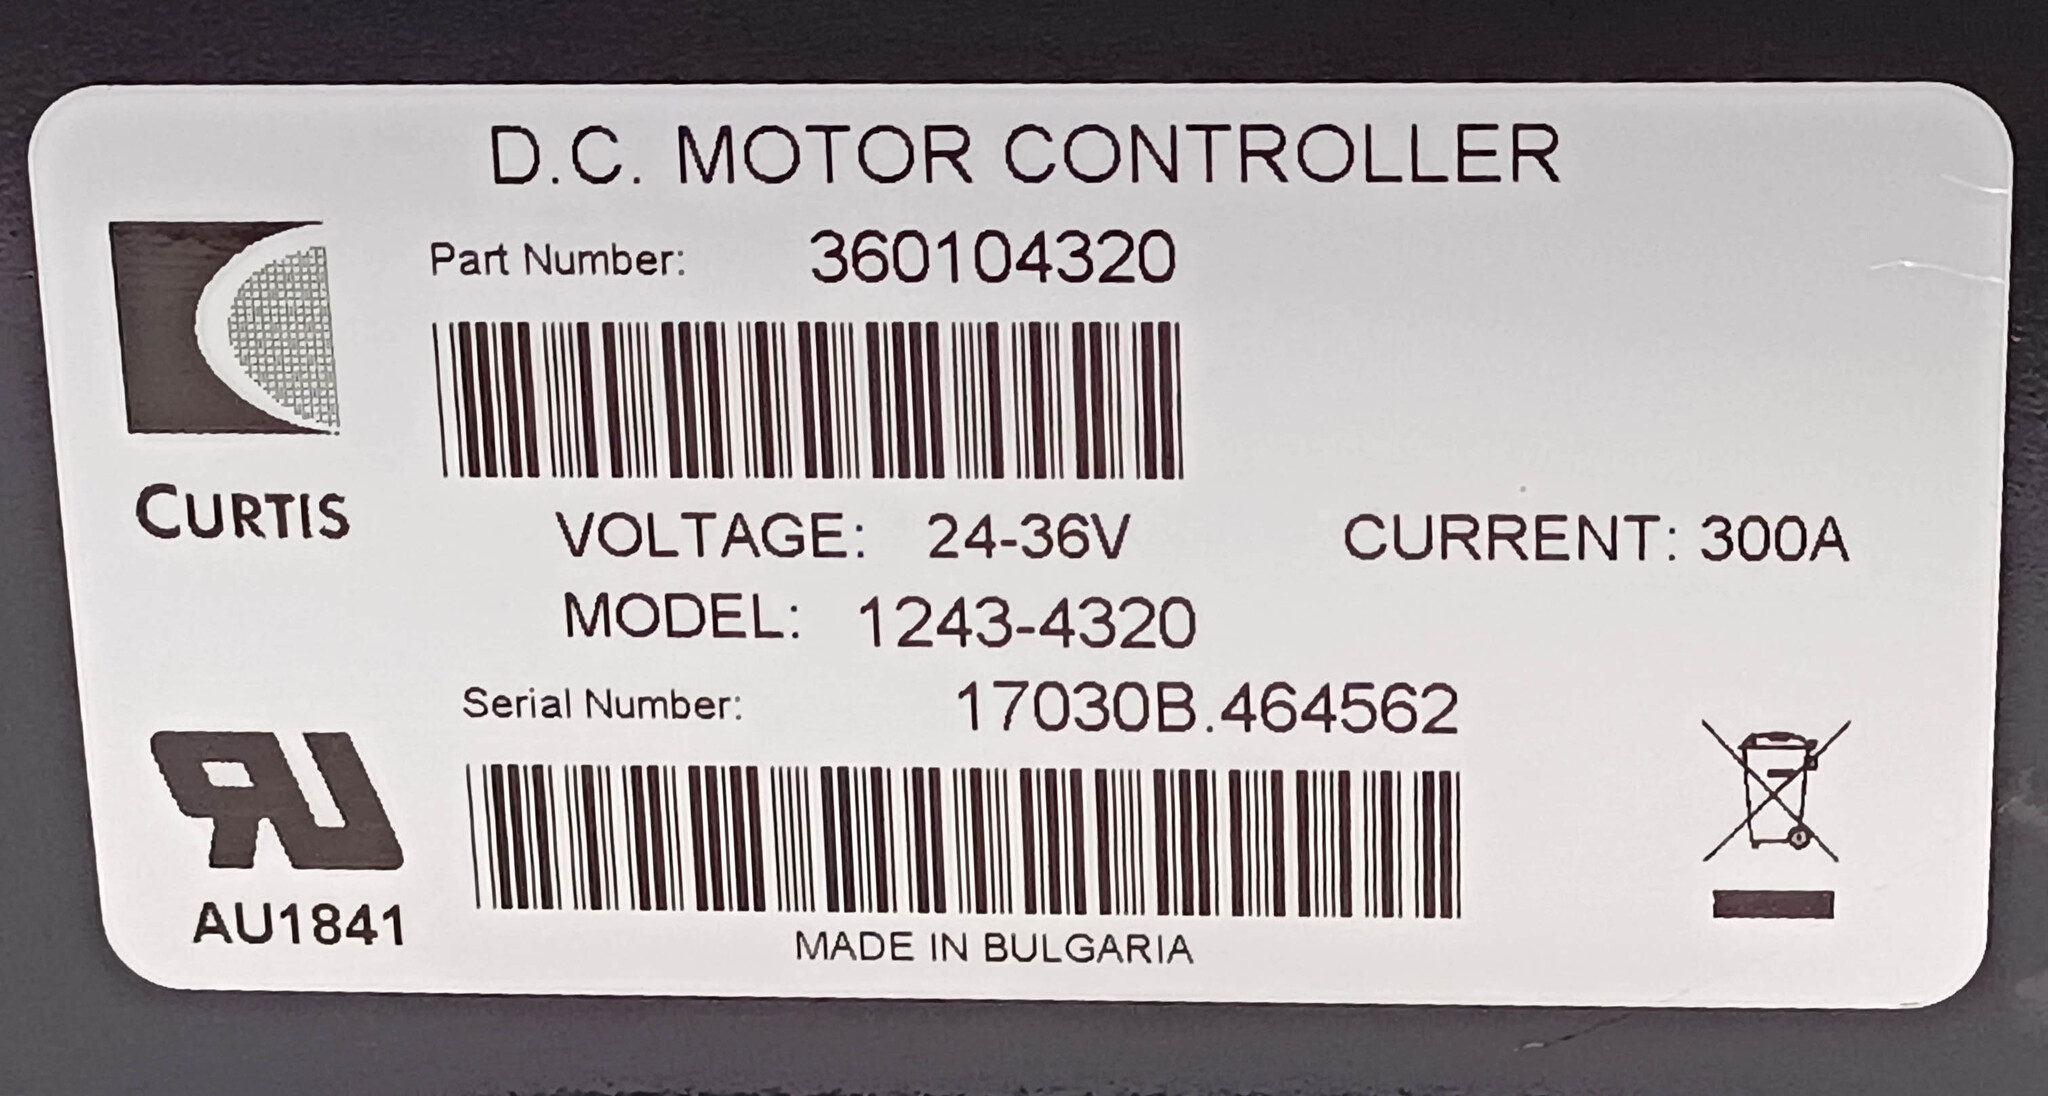 D.C. MOTOR CONTROLLER
Part Number: 360104320
CURTIS
VOLTAGE: 24-36V CURRENT: 300A
MODEL: 1243-4320
Serial Number: 17030B.464562
RU
AU1841
MADE IN BULGARIA